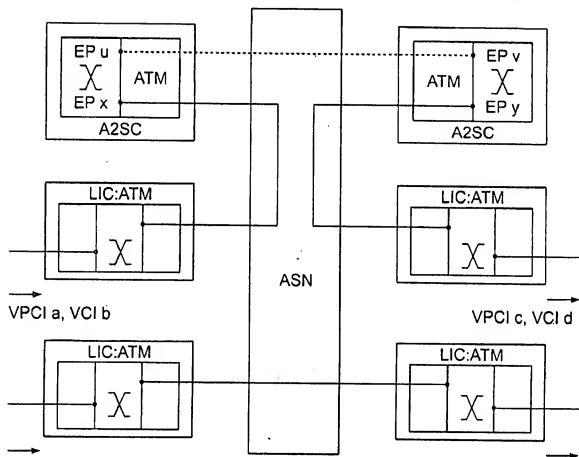 EP u
ATM
EP x
A2SC
EP v
ATM
EP y
A2SC
LIC:ATM
LIC:ATM
ASN
VPCI a, VCI b
VPCI c, VCI d
LIC:ATM
LIC:ATM